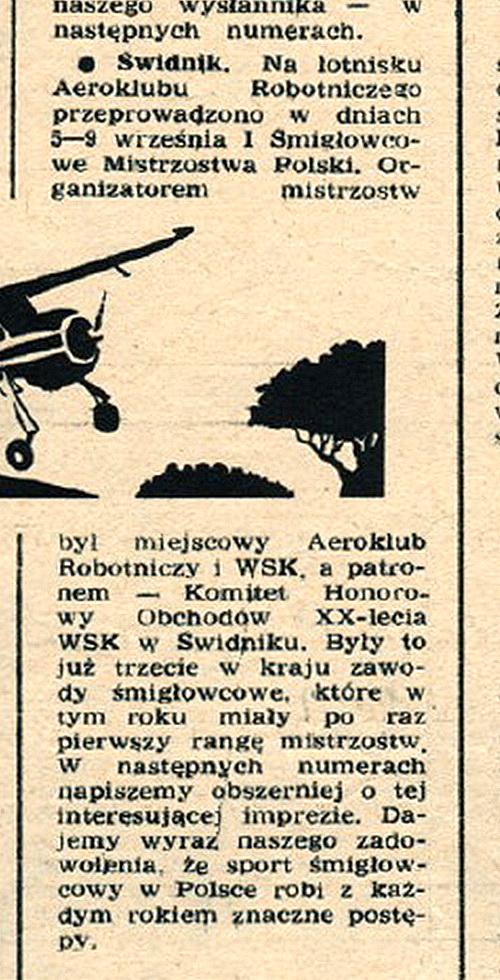 naszego wysłannika — w
następnych numerach.
● Świdnik. Na lotnisku
Aeroklubu Robotniczego
przeprowadzono w dniach
5—9 września I Śmigłowco-
we Mistrzostwa Polski. Or-
ganizatorem mistrzostw
był miejscowy Aeroklub
Robotniczy i WSK, a patro-
nem — Komitet Honoro-
wy Obchodów XX-lecia
WSK w Świdniku. Były to
już trzecie w kraju zawo-
dy śmigłowcowe, które w
tym roku miały po raz
pierwszy rangę mistrzostw.
W następnych numerach
napiszemy obszerniej o tej
interesującej imprezie. Da-
jemy wyraz naszego zado-
wolenia, że sport śmigłow-
cowy w Polsce robi z każ-
dym rokiem znaczne postę-
py.